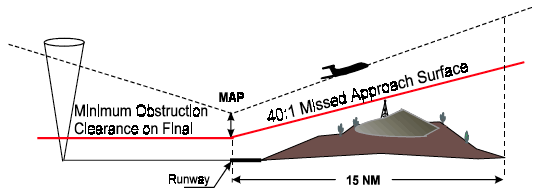 MAP
40:1 Missed Approach Surface
Minimum Obstruction
Clearance on Final
Runway
15 NM